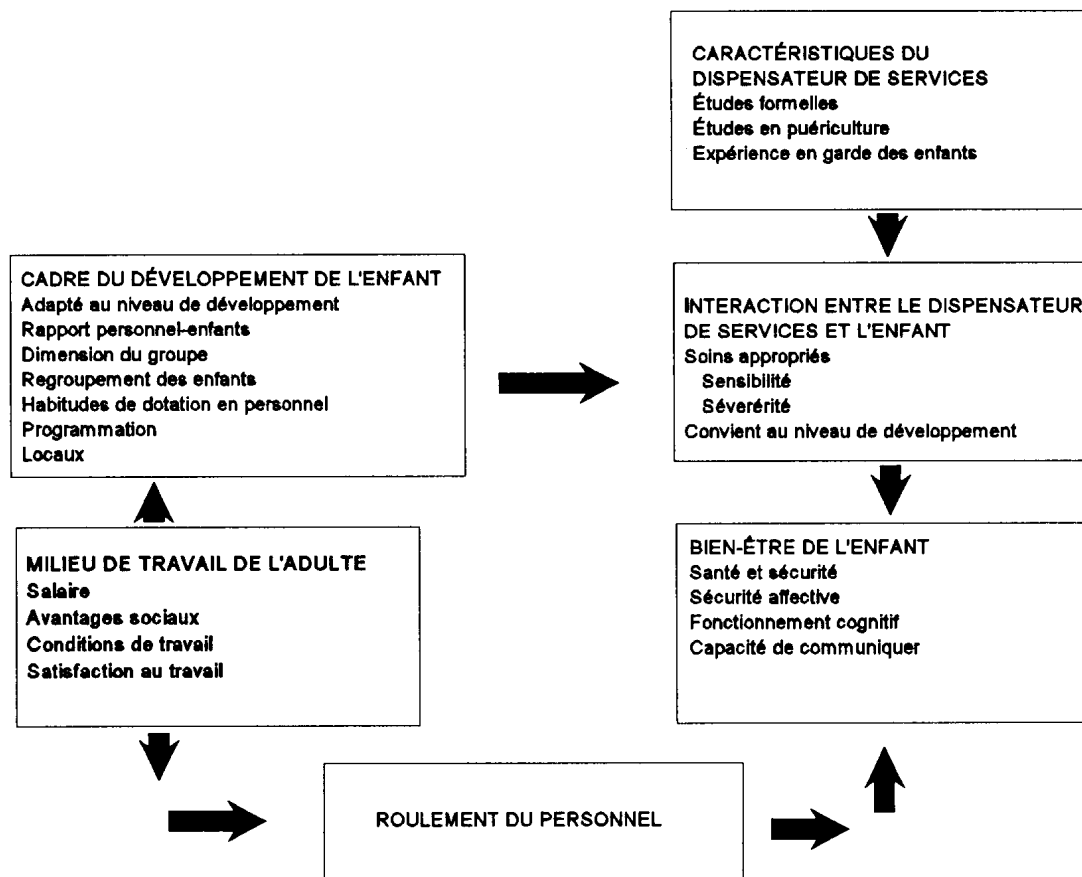 CARACTÉRISTIQUES DU
DISPENSATEUR DE SERVICES
Études formelles
Études en puériculture
Expérience en garde des enfants
CADRE DU DÉVELOPPEMENT DE L'ENFANT
Adapté au niveau de développement
Rapport personnel-enfants
Dimension du groupe
Regroupement des enfants
Habitudes de dotation en personnel
Programmation
Locaux
INTERACTION ENTRE LE DISPENSATEUR
DE SERVICES ET L'ENFANT
Soins appropriés
Sensibilité
Séverérité
Convient au niveau de développement
MILIEU DE TRAVAIL DE L'ADULTE
Salaire
Avantages sociaux
Conditions de travail
Satisfaction au travail
BIEN-ÊTRE DE L'ENFANT
Santé et sécurité
Sécurité affective
Fonctionnement cognitif
Capacité de communiquer
ROULEMENT DU PERSONNEL